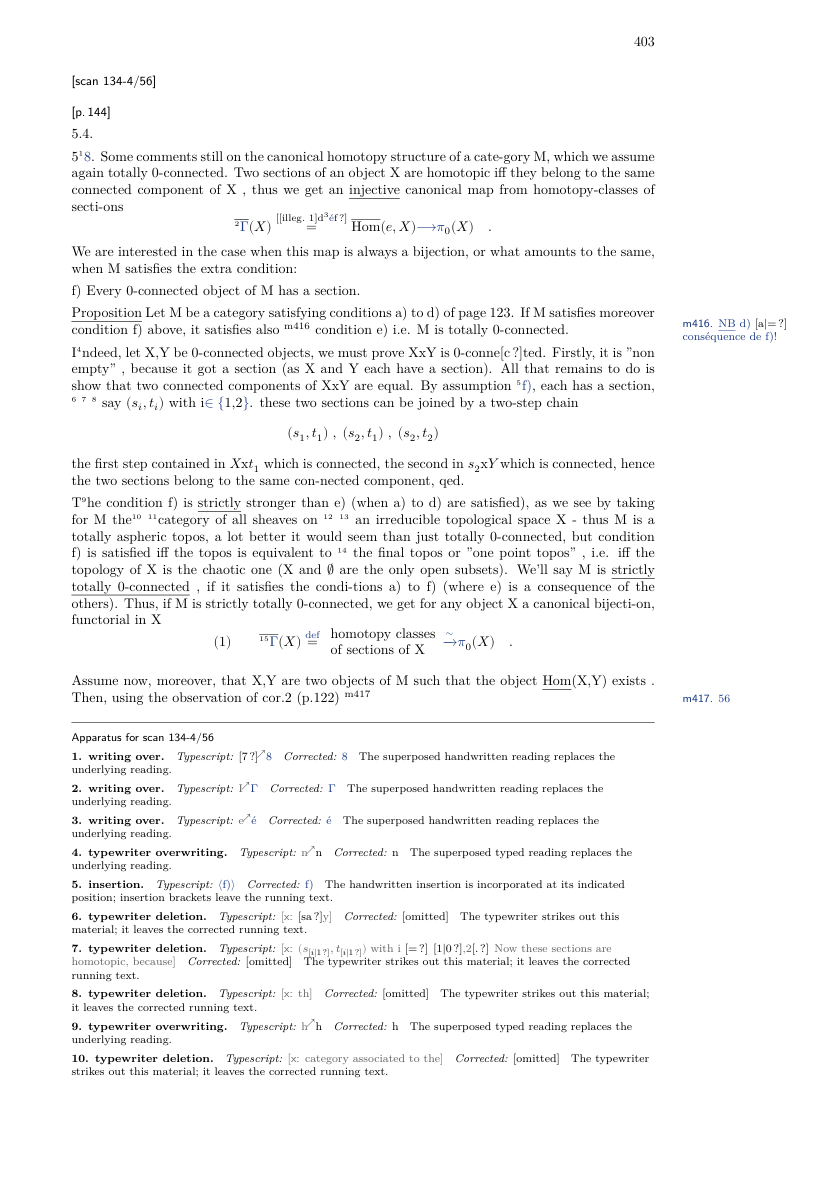 403
[scan 134-4/56]
[p. 144]
5.4.
5¹8. Some comments still on the canonical homotopy structure of a cate-gory M, which we assume
again totally 0-connected. Two sections of an object X are homotopic iff they belong to the same
connected component of X , thus we get an injective canonical map from homotopy-classes of
secti-ons
²Γ̅(X) [[illeg. 1]d³éf ?] = H̅o̅m̅(e, X)⟶π₀(X) .
We are interested in the case when this map is always a bijection, or what amounts to the same,
when M satisfies the extra condition:
f) Every 0-connected object of M has a section.
Proposition Let M be a category satisfying conditions a) to d) of page 123. If M satisfies moreover
condition f) above, it satisfies also m416 condition e) i.e. M is totally 0-connected.
m416. NB d) [a|= ?]
conséquence de f)!
I⁴ndeed, let X,Y be 0-connected objects, we must prove XxY is 0-conne[c ?]ted. Firstly, it is "non
empty" , because it got a section (as X and Y each have a section). All that remains to do is
show that two connected components of XxY are equal. By assumption ⁵f), each has a section,
⁶ ⁷ ⁸ say (sᵢ, tᵢ) with i∈ {1,2}. these two sections can be joined by a two-step chain
(s₁, t₁) , (s₂, t₁) , (s₂, t₂)
the first step contained in Xxt₁ which is connected, the second in s₂xY which is connected, hence
the two sections belong to the same con-nected component, qed.
T⁹he condition f) is strictly stronger than e) (when a) to d) are satisfied), as we see by taking
for M the¹⁰ ¹¹category of all sheaves on ¹² ¹³ an irreducible topological space X - thus M is a
totally aspheric topos, a lot better it would seem than just totally 0-connected, but condition
f) is satisfied iff the topos is equivalent to ¹⁴ the final topos or "one point topos" , i.e. iff the
topology of X is the chaotic one (X and ∅ are the only open subsets). We'll say M is strictly
totally 0-connected , if it satisfies the condi-tions a) to f) (where e) is a consequence of the
others). Thus, if M is strictly totally 0-connected, we get for any object X a canonical bijecti-on,
functorial in X
(1) ¹⁵Γ̅(X) def = homotopy classes of sections of X ∼→π₀(X) .
Assume now, moreover, that X,Y are two objects of M such that the object Hom(X,Y) exists .
Then, using the observation of cor.2 (p.122) m417
m417. 56
Apparatus for scan 134-4/56
1. writing over. Typescript: [7 ?]↗8 Corrected: 8 The superposed handwritten reading replaces the
underlying reading.
2. writing over. Typescript: l↗Γ Corrected: Γ The superposed handwritten reading replaces the
underlying reading.
3. writing over. Typescript: e↗é Corrected: é The superposed handwritten reading replaces the
underlying reading.
4. typewriter overwriting. Typescript: n↗n Corrected: n The superposed typed reading replaces the
underlying reading.
5. insertion. Typescript: ⟨f)⟩ Corrected: f) The handwritten insertion is incorporated at its indicated
position; insertion brackets leave the running text.
6. typewriter deletion. Typescript: [x: [sa ?]y] Corrected: [omitted] The typewriter strikes out this
material; it leaves the corrected running text.
7. typewriter deletion. Typescript: [x: (s[i|1 ?], t[i|1 ?]) with i [= ?] [1|0 ?],2[. ?] Now these sections are
homotopic, because] Corrected: [omitted] The typewriter strikes out this material; it leaves the corrected
running text.
8. typewriter deletion. Typescript: [x: th] Corrected: [omitted] The typewriter strikes out this material;
it leaves the corrected running text.
9. typewriter overwriting. Typescript: h↗h Corrected: h The superposed typed reading replaces the
underlying reading.
10. typewriter deletion. Typescript: [x: category associated to the] Corrected: [omitted] The typewriter
strikes out this material; it leaves the corrected running text.